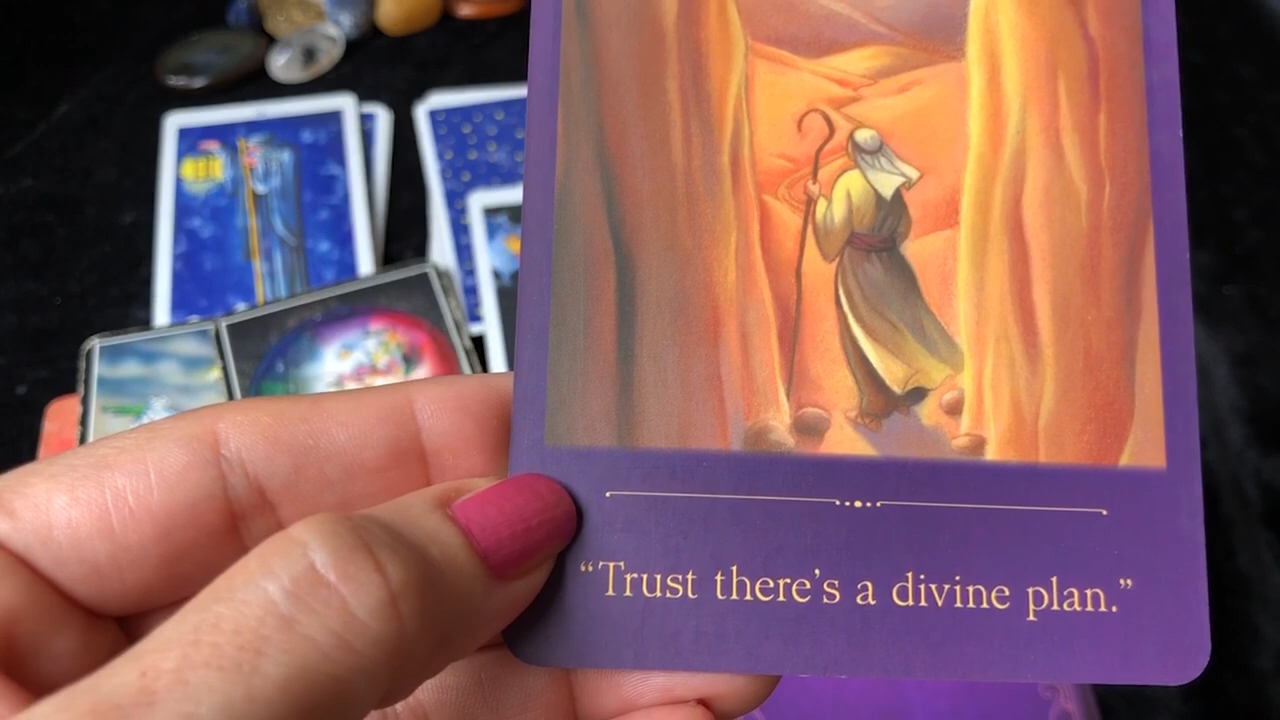 “Trust there’s a divine plan.”